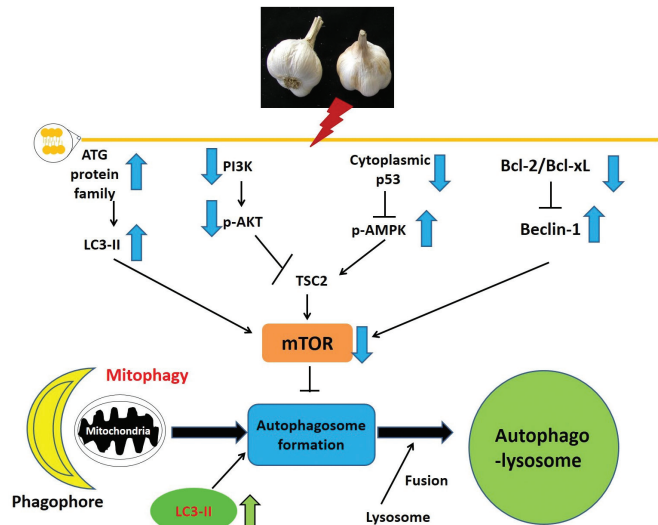 ATG
protein
family
PI3K
Cytoplasmic
p53
Bcl-2/Bcl-xL
LC3-II
p-AKT
p-AMPK
Beclin-1
TSC2
mTOR
Mitophagy
Mitochondria
Autophagosome
formation
Autophago
-lysosome
Phagophore
LC3-II
Fusion
Lysosome